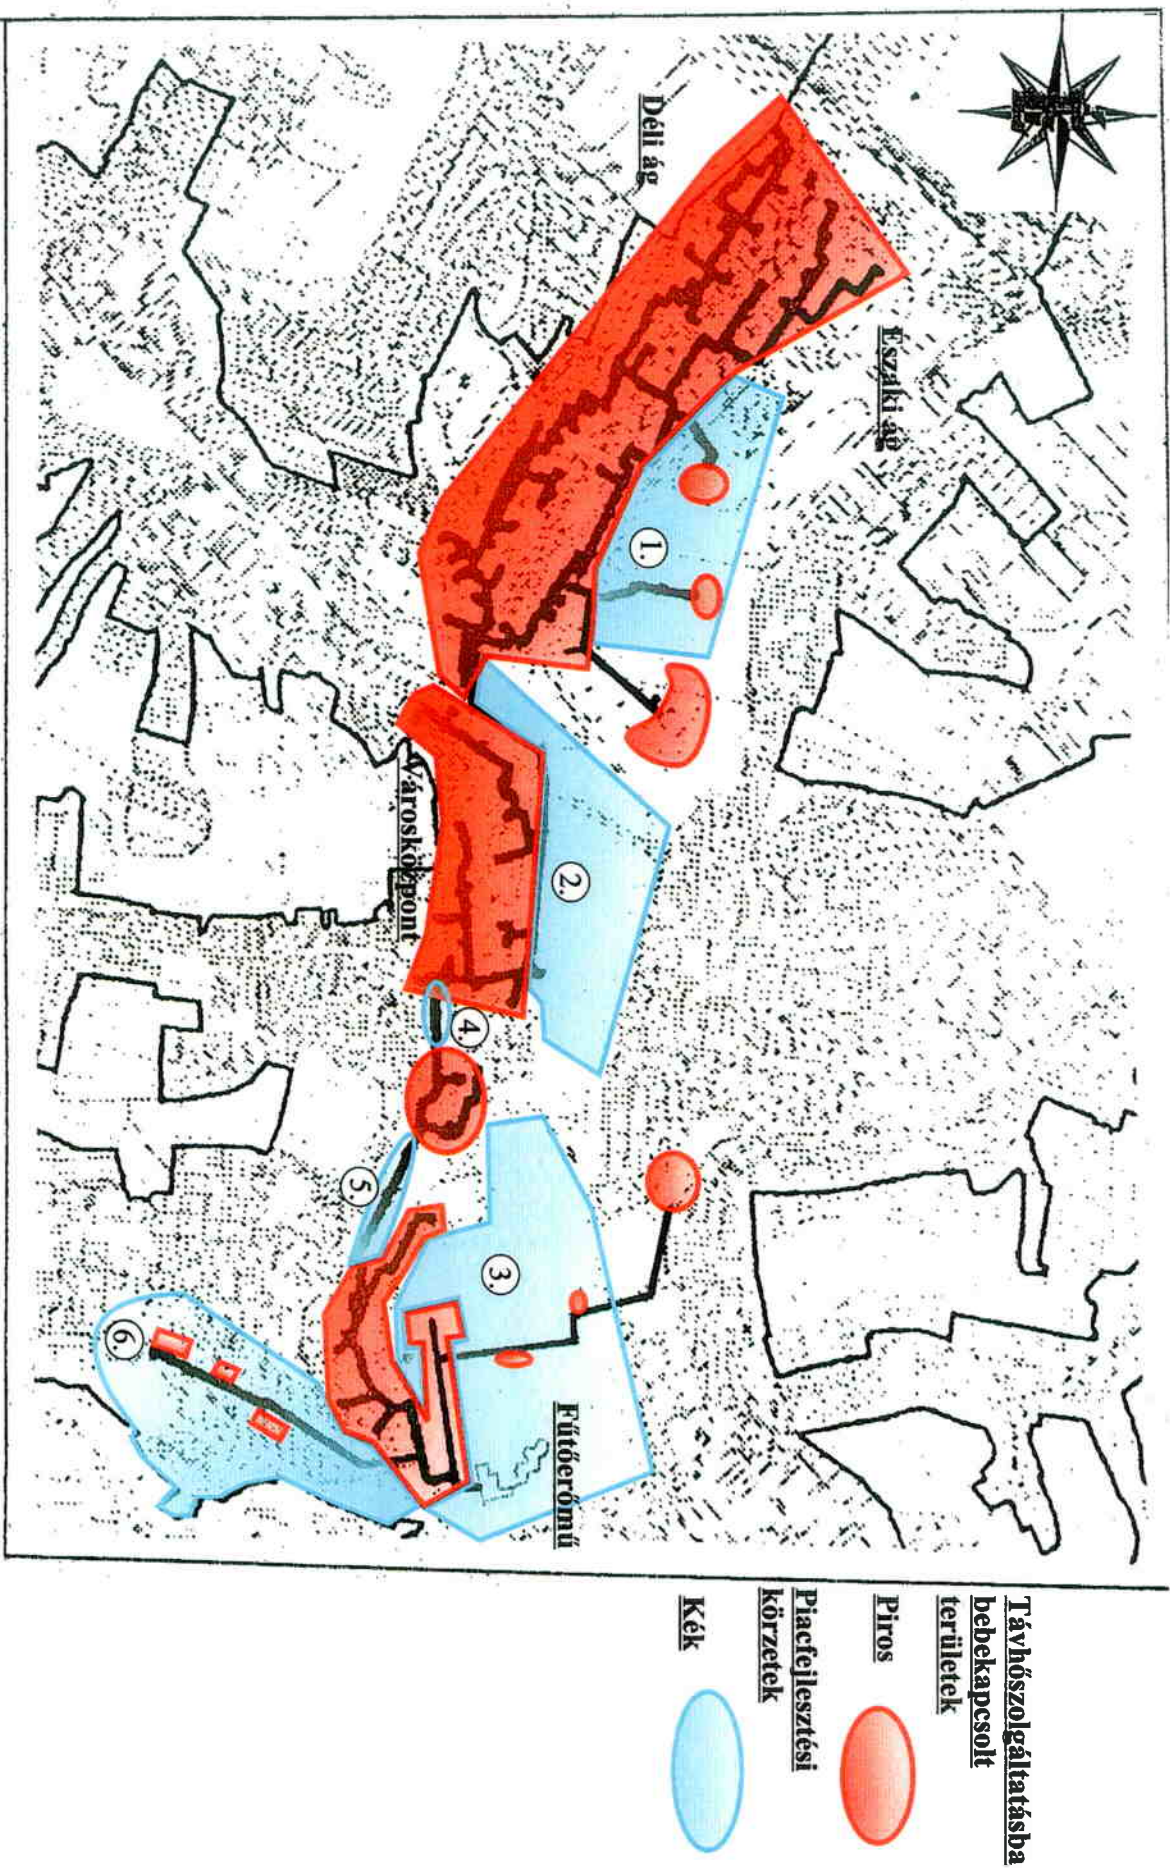 Északi ág
Déli ág
1.
2.
Városközpont
4
5.
3.
6.
Fűtőerőmű
Távhőszolgáltatásba
bebekapcsolt
területek
Piros
Piacfejlesztési
körzetek
Kék